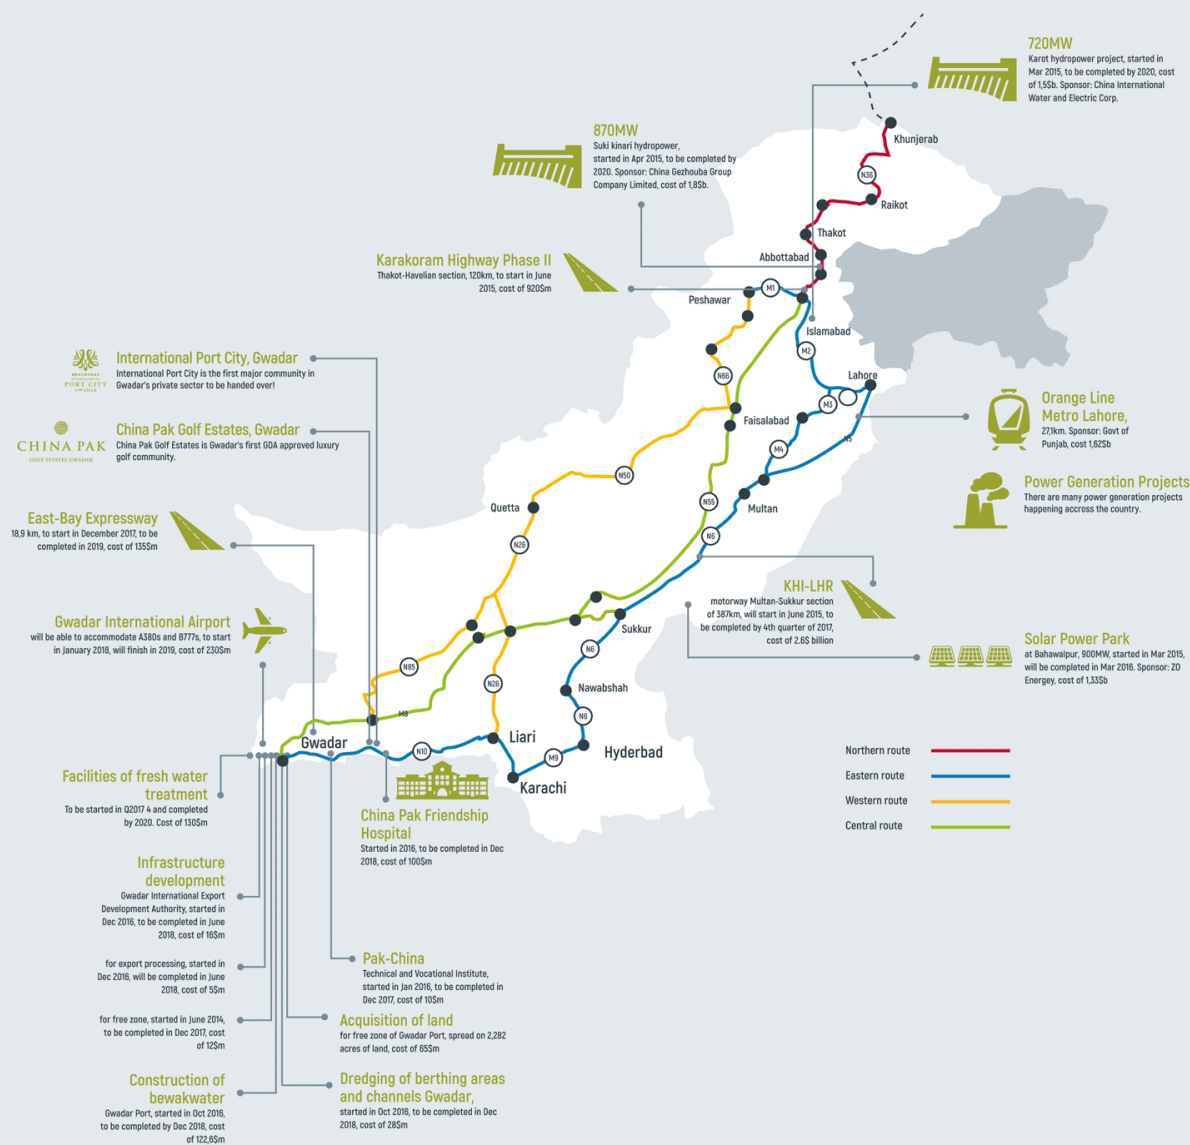 720MW
Karot hydropower project, started in
Mar 2015, to be completed by 2020, cost
of 1,5$b. Sponsor: China International
Water and Electric Corp.
870MW
Suki kinari hydropower,
started in Apr 2015, to be completed by
2020. Sponsor: China Gezhouba Group
Company Limited, cost of 1,8$b.
Khunjerab
N36
Raikot
Thakot
Abbottabad
Karakoram Highway Phase II
Thakot-Havelian section, 120km, to start in June
2015, cost of 920$m
M1
Peshawar
Islamabad
M2
International Port City, Gwadar
International Port City is the first major community in
Gwadar's private sector to be handed over!
PORT CITY
GWADAR
N66
Lahore
M3
Orange Line
Metro Lahore,
27,1km. Sponsor: Govt of
Punjab, cost 1,62$b
China Pak Golf Estates, Gwadar
China Pak Golf Estates is Gwadar's first GDA approved luxury
golf community.
CHINA PAK
GOLF ESTATES GWADAR
Faisalabad
N5
M4
N50
Power Generation Projects
There are many power generation projects
happening accross the country.
Quetta
N55
Multan
East-Bay Expressway
18,9 km, to start in December 2017, to be
completed in 2019, cost of 135$m
N26
N6
KHI-LHR
motorway Multan-Sukkur section
of 387km, will start in June 2015, to
be completed by 4th quarter of 2017,
cost of 2.6$ billion
Gwadar International Airport
will be able to accommodate A380s and B777s, to start
in January 2018, will finish in 2019, cost of 230$m
Sukkur
N6
Solar Power Park
at Bahawalpur, 900MW, started in Mar 2015,
will be completed in Mar 2016. Sponsor: ZO
Energey, cost of 1,33$b
N85
N26
Nawabshah
M8
N6
Gwadar
N10
Liari
M9
Hyderbad
Karachi
Northern route
Eastern route
Western route
Central route
Facilities of fresh water
treatment
To be started in Q2017 4 and completed
by 2020. Cost of 130$m
China Pak Friendship
Hospital
Started in 2016, to be completed in Dec
2018, cost of 100$m
Infrastructure
development
Gwadar International Export
Development Authority, started in
Dec 2016, to be completed in June
2018, cost of 16$m
for export processing, started in
Dec 2016, will be completed in June
2018, cost of 5$m
Pak-China
Technical and Vocational Institute,
started in Jan 2016, to be completed in
Dec 2017, cost of 10$m
for free zone, started in June 2014,
to be completed in Dec 2017, cost
of 12$m
Acquisition of land
for free zone of Gwadar Port, spread on 2,282
acres of land, cost of 65$m
Construction of
bewakwater
Gwadar Port, started in Oct 2016,
to be completed by Dec 2018, cost
of 122,6$m
Dredging of berthing areas
and channels Gwadar,
started in Oct 2016, to be completed in Dec
2018, cost of 28$m